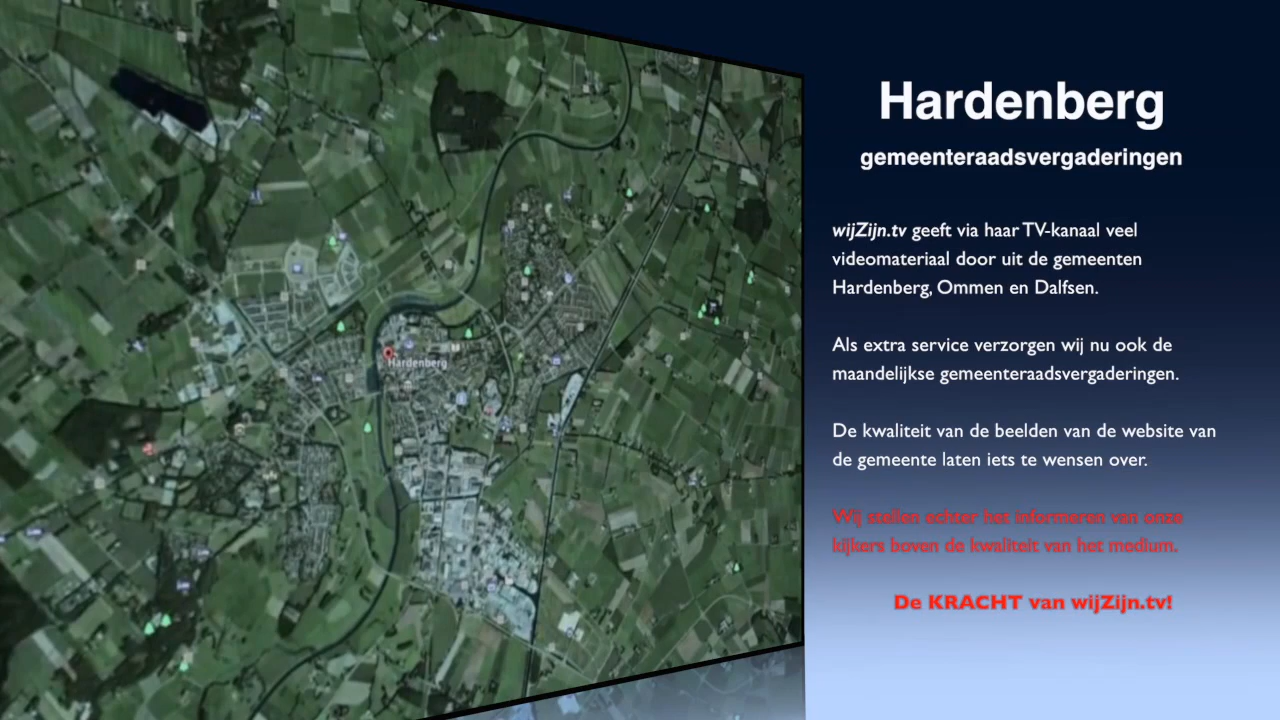 Hardenberg
gemeenteraadsvergaderingen
wijZijn.tv geeft via haar TV-kanaal veel
videomateriaal door uit de gemeenten
Hardenberg, Ommen en Dalfsen.
Als extra service verzorgen wij nu ook de
maandelijkse gemeenteraadsvergaderingen.
De kwaliteit van de beelden van de website van
de gemeente laten iets te wensen over.
Wij stellen echter het informeren van onze
kijkers boven de kwaliteit van het medium.
De KRACHT van wijZijn.tv!
Hardenberg